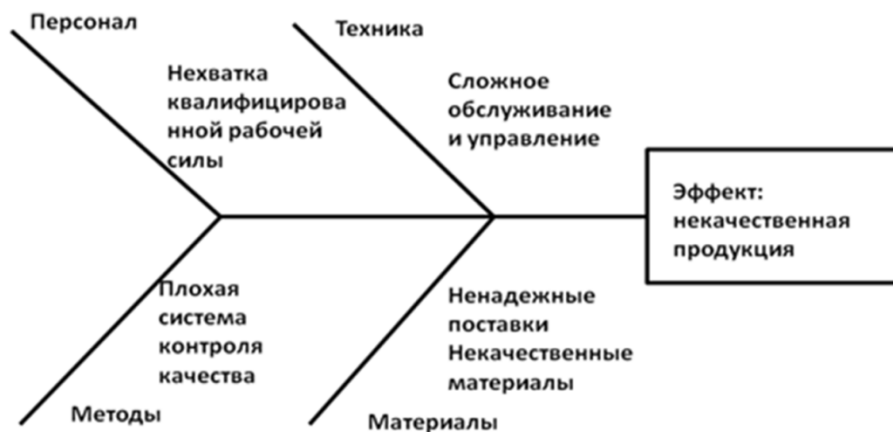 Персонал
Нехватка
квалифицирова
нной рабочей
силы
Техника
Сложное
обслуживание
и управление
Эффект:
некачественная
продукция
Плохая
система
контроля
качества
Методы
Ненадежные
поставки
Некачественные
материалы
Материалы